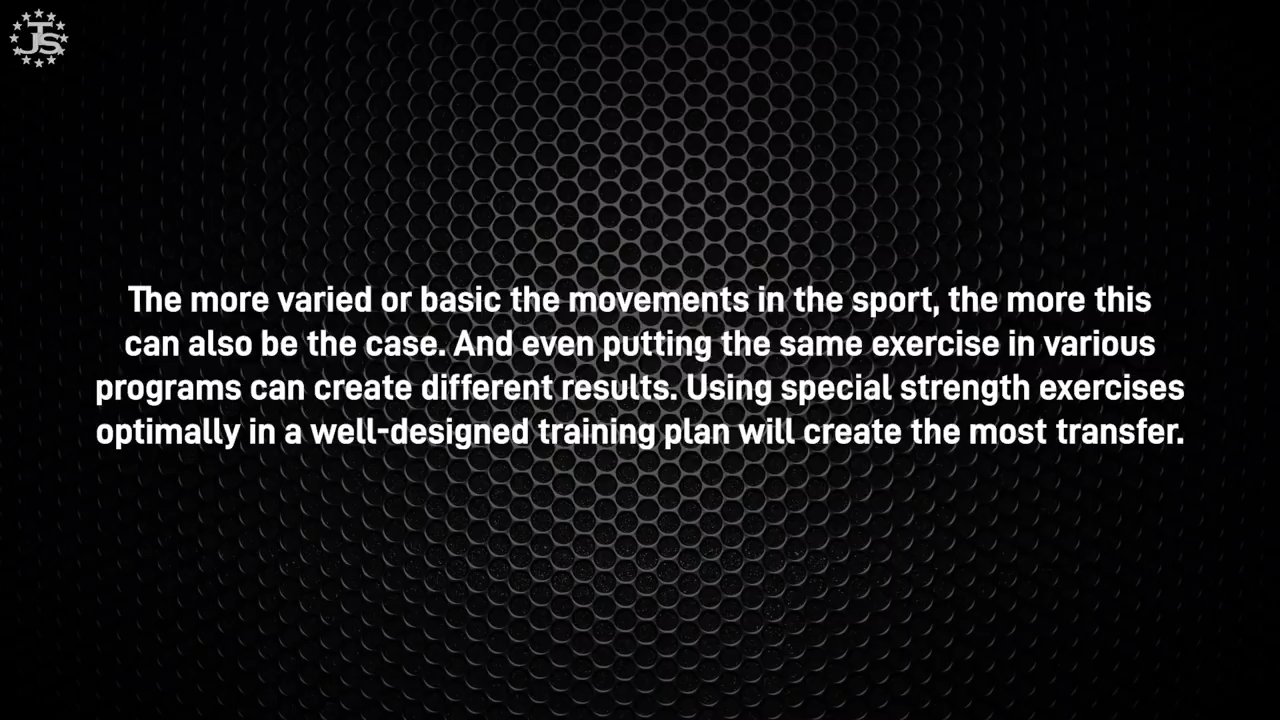 JTS
The more varied or basic the movements in the sport, the more this
can also be the case. And even putting the same exercise in various
programs can create different results. Using special strength exercises
optimally in a well-designed training plan will create the most transfer.